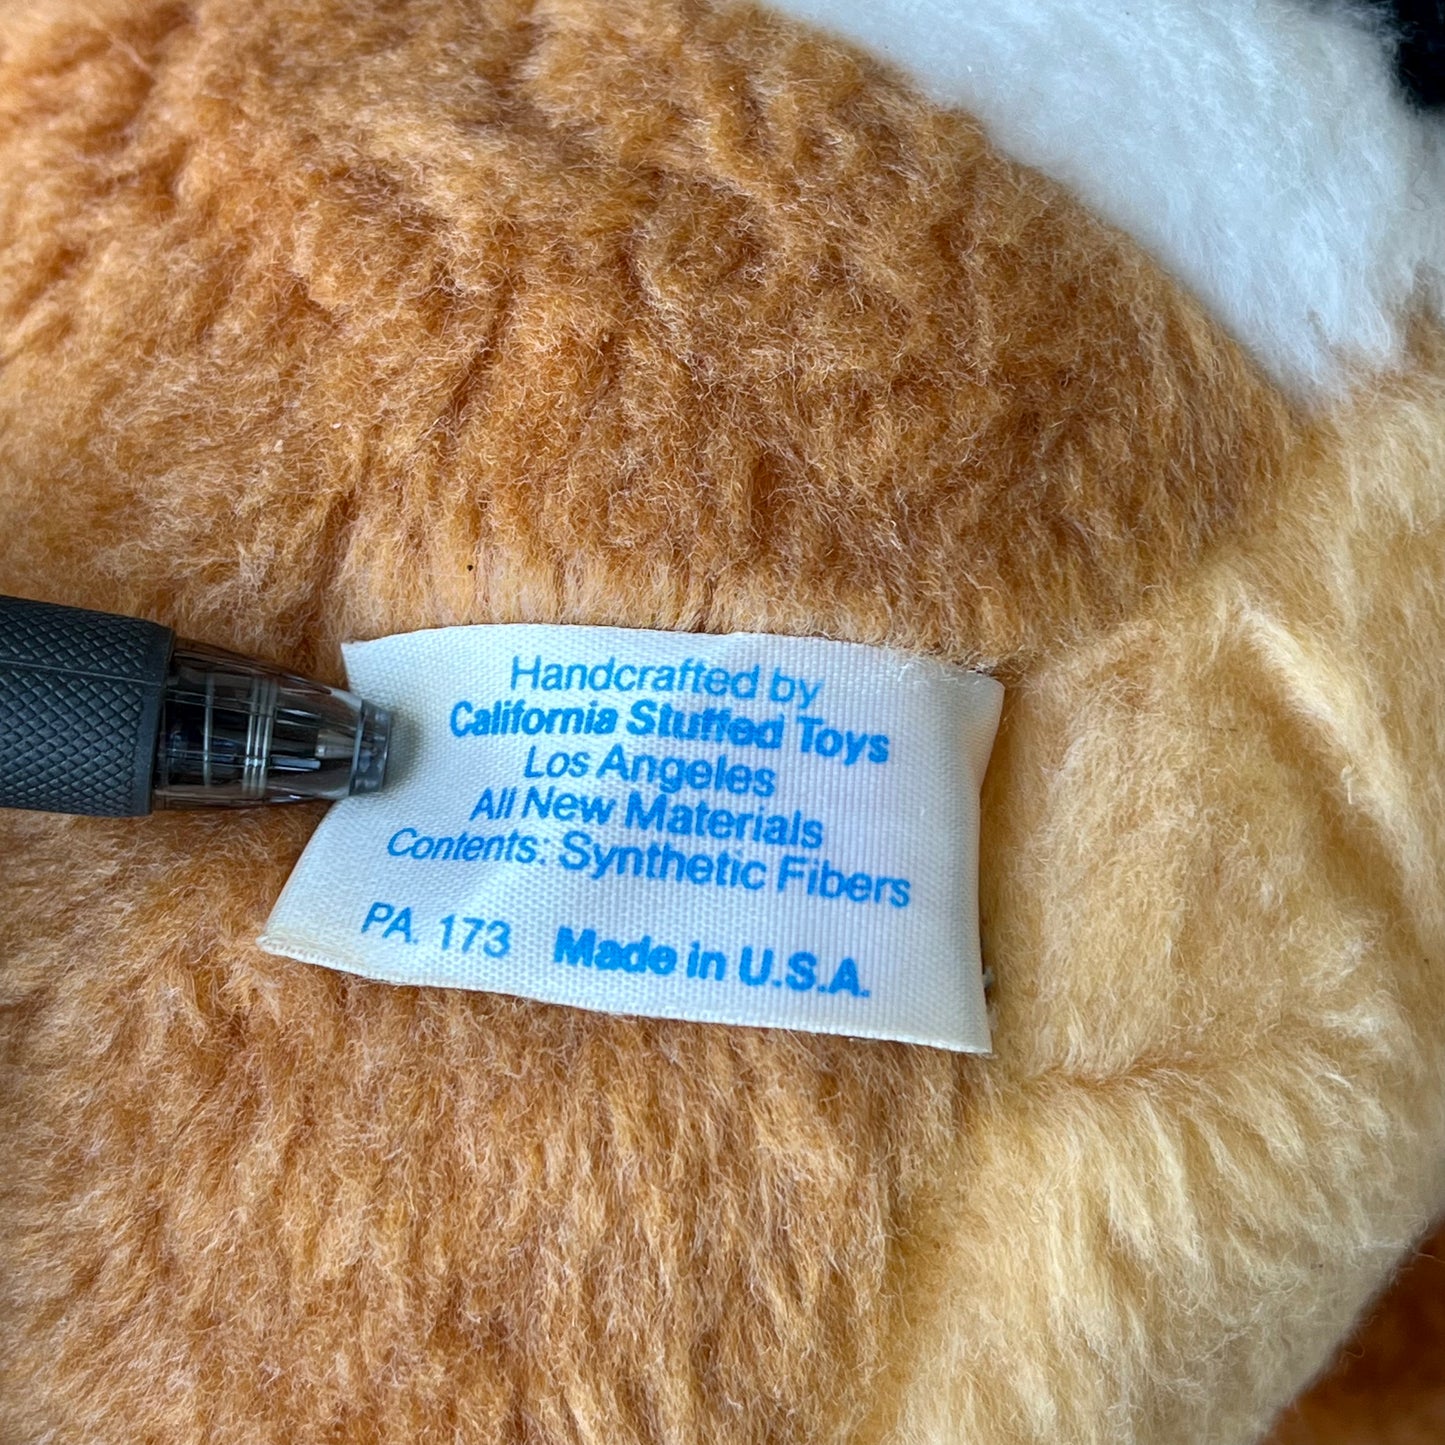 Handcrafted by
California Stuffed Toys
Los Angeles
All New Materials
Contents: Synthetic Fibers
PA. 173 Made in U.S.A.